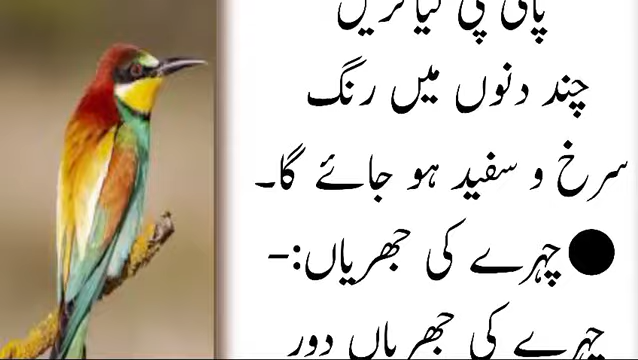 پانی پی لیا کریں
چند دنوں میں رنگ
سرخ و سفید ہو جائے گا۔
●چہرے کی جھریاں:-
چہرے کی جھریاں دور